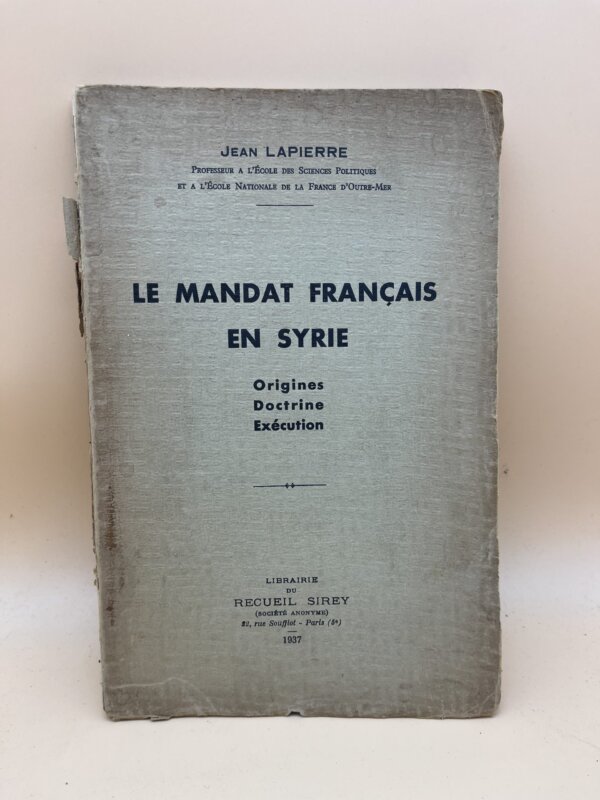 Jean LAPIERRE
Professeur a l'École des Sciences Politiques
et a l'École Nationale de la France d'Outre-Mer
LE MANDAT FRANÇAIS
EN SYRIE
Origines
Doctrine
Exécution
LIBRAIRIE
DU
RECUEIL SIREY
(SOCIÉTÉ ANONYME)
22, rue Soufflot - Paris (5e)
1937